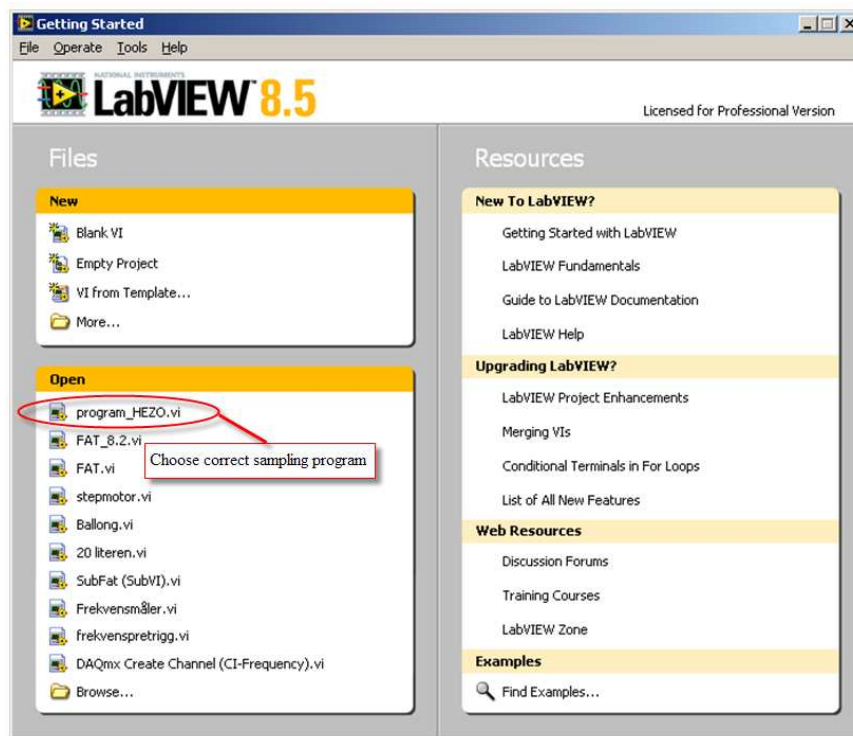 Getting Started
File Operate Tools Help
NATIONAL INSTRUMENTS
LabVIEW 8.5
Licensed for Professional Version
Files
New
Blank VI
Empty Project
VI from Template...
More...
Open
program_HEZO.vi
FAT_8.2.vi
Choose correct sampling program
FAT.vi
stepmotor.vi
Ballong.vi
20 literen.vi
SubFat (SubVI).vi
Frekvensmåler.vi
frekvenspretrigg.vi
DAQmx Create Channel (CI-Frequency).vi
Browse...
Resources
New To LabVIEW?
Getting Started with LabVIEW
LabVIEW Fundamentals
Guide to LabVIEW Documentation
LabVIEW Help
Upgrading LabVIEW?
LabVIEW Project Enhancements
Merging VIs
Conditional Terminals in For Loops
List of All New Features
Web Resources
Discussion Forums
Training Courses
LabVIEW Zone
Examples
Find Examples...